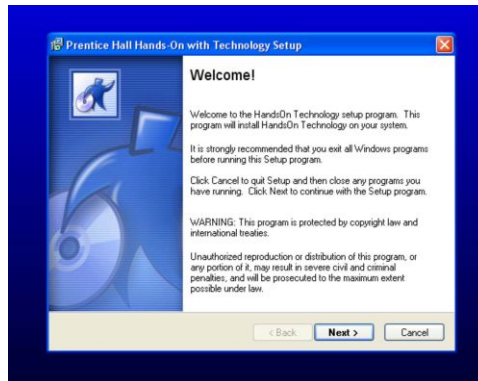 Prentice Hall Hands-On with Technology Setup
Welcome!
Welcome to the HandsOn Technology setup program. This
program will install HandsOn Technology on your system.
It is strongly recommended that you exit all Windows programs
before running this Setup program.
Click Cancel to quit Setup and then close any programs you
have running. Click Next to continue with the Setup program.
WARNING: This program is protected by copyright law and
international treaties.
Unauthorized reproduction or distribution of this program, or
any portion of it, may result in severe civil and criminal
penalties, and will be prosecuted to the maximum extent
possible under law.
< Back Next > Cancel